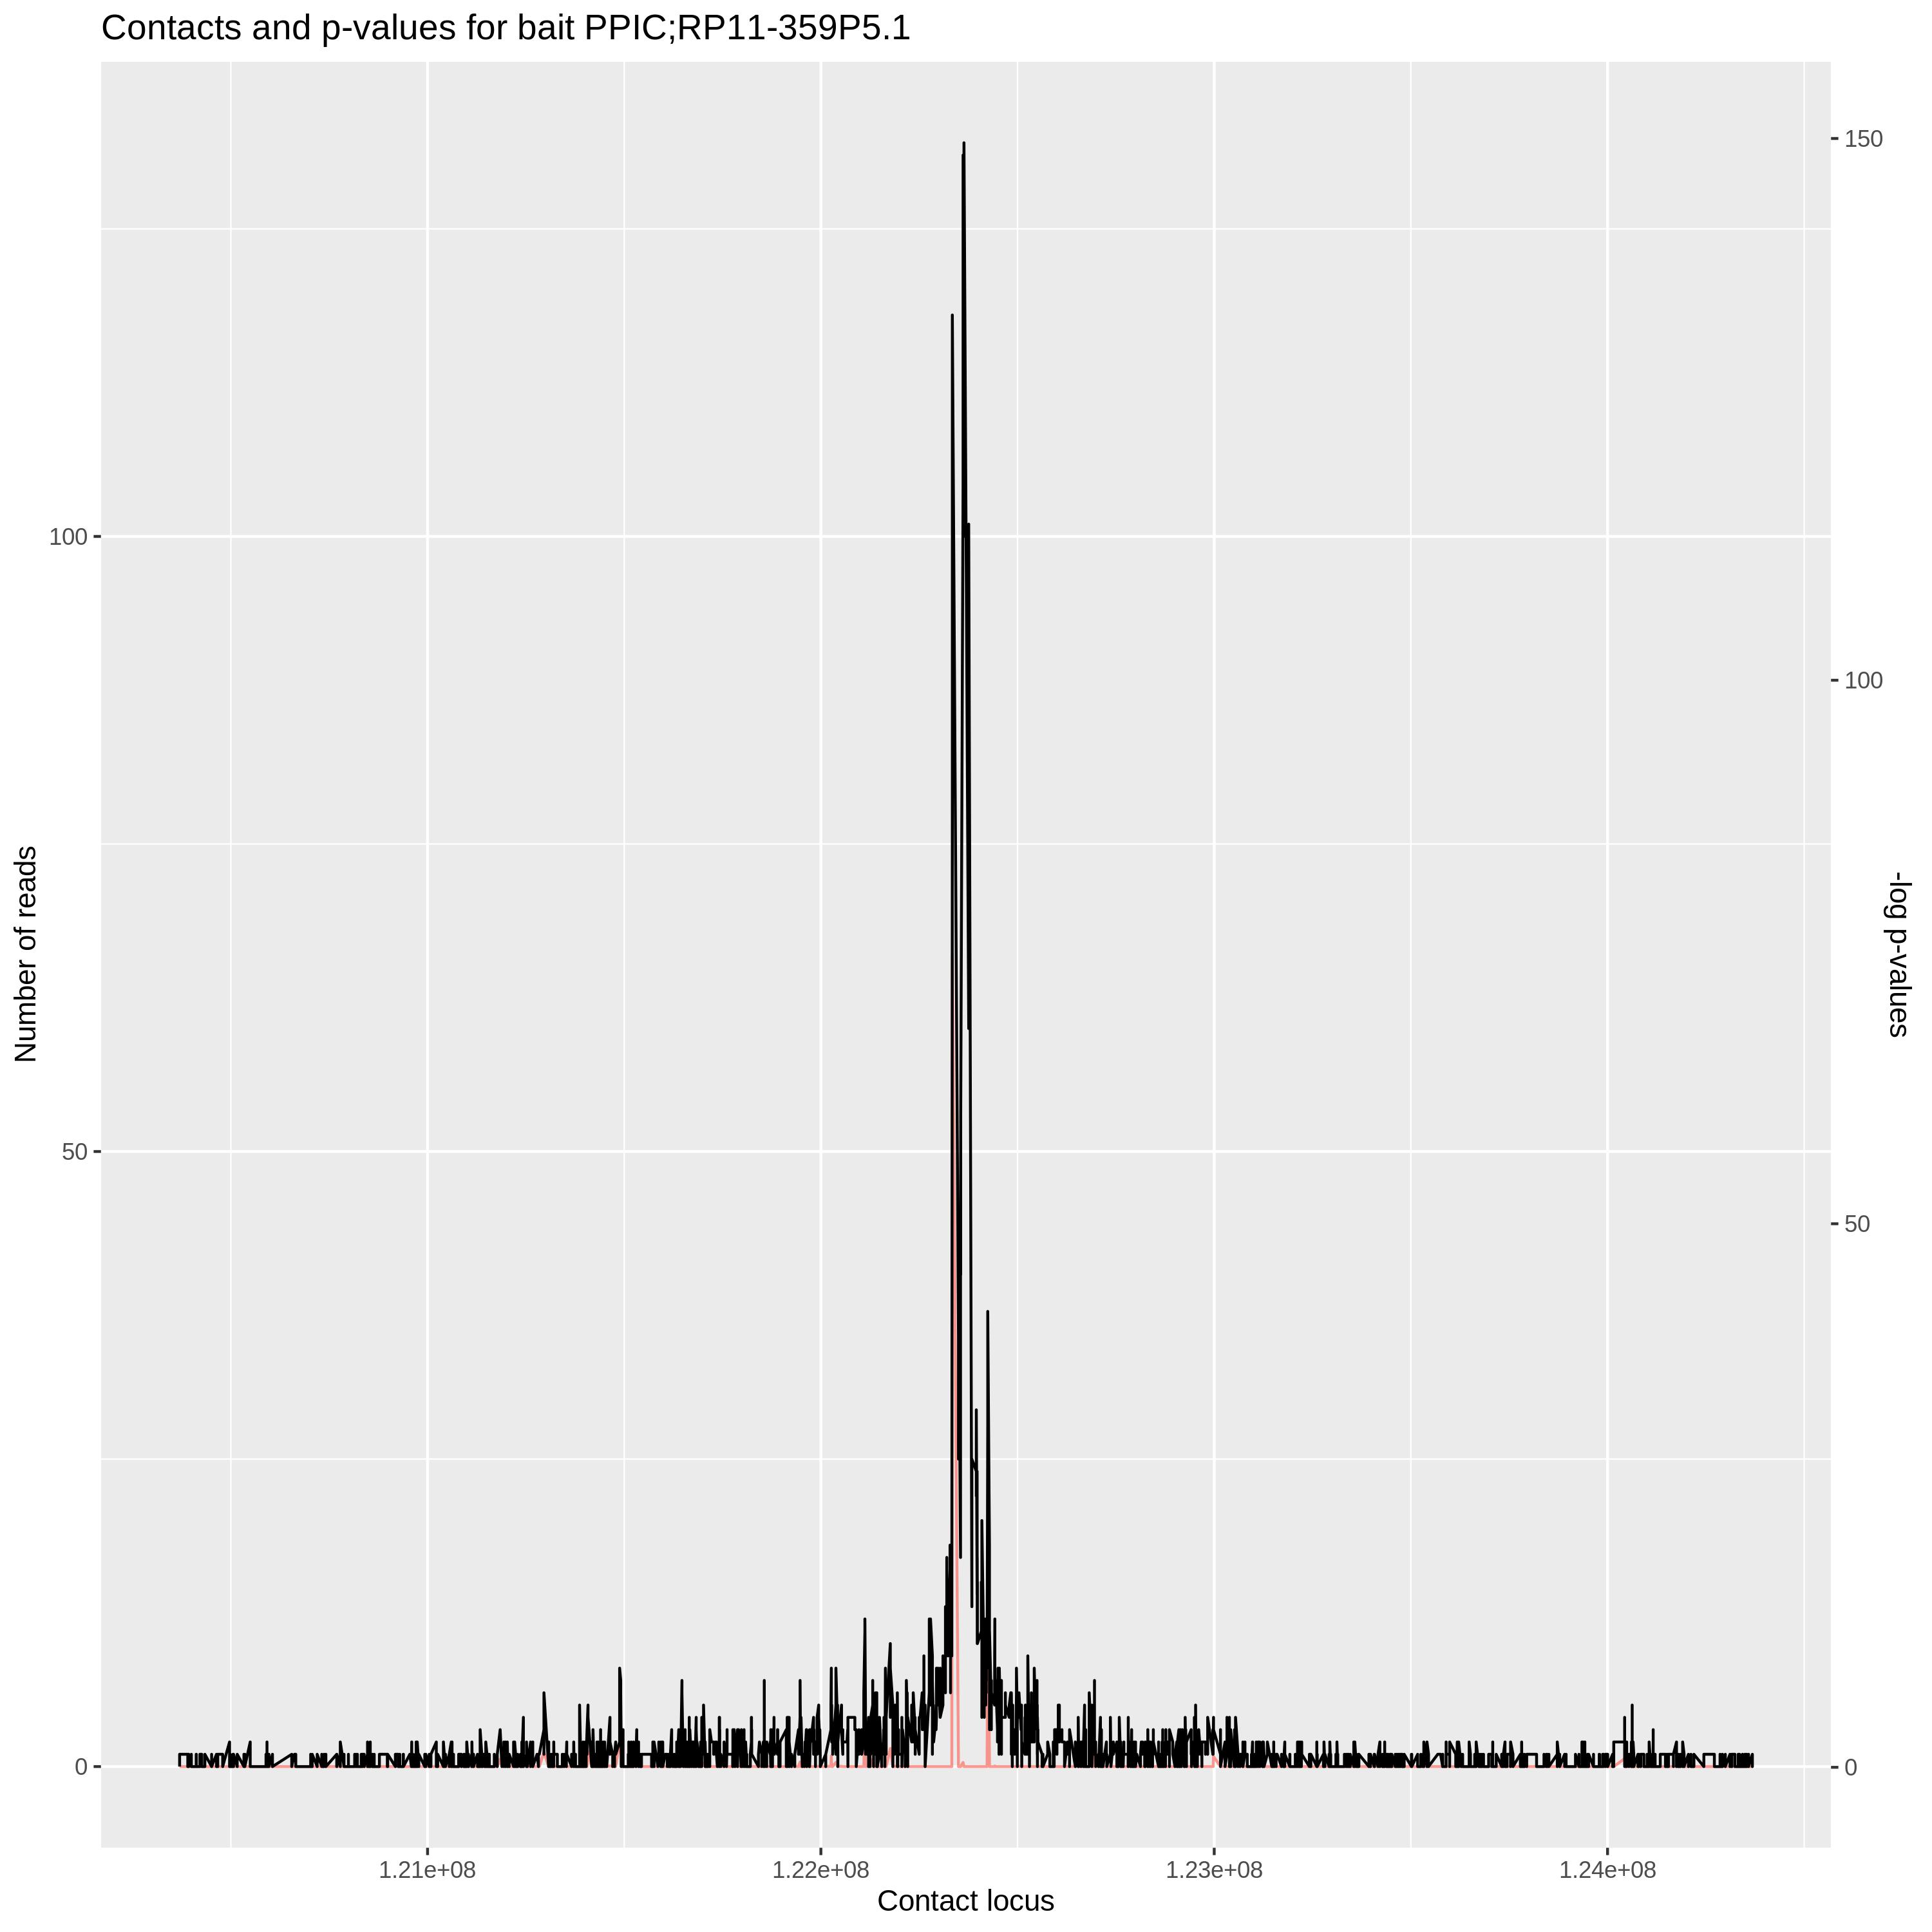 Contacts and p-values for bait PPIC;RP11-359P5.1
Number of reads
100
50
0
150
100
50
0
-log p-values
1.21e+08 1.22e+08 1.23e+08 1.24e+08
Contact locus